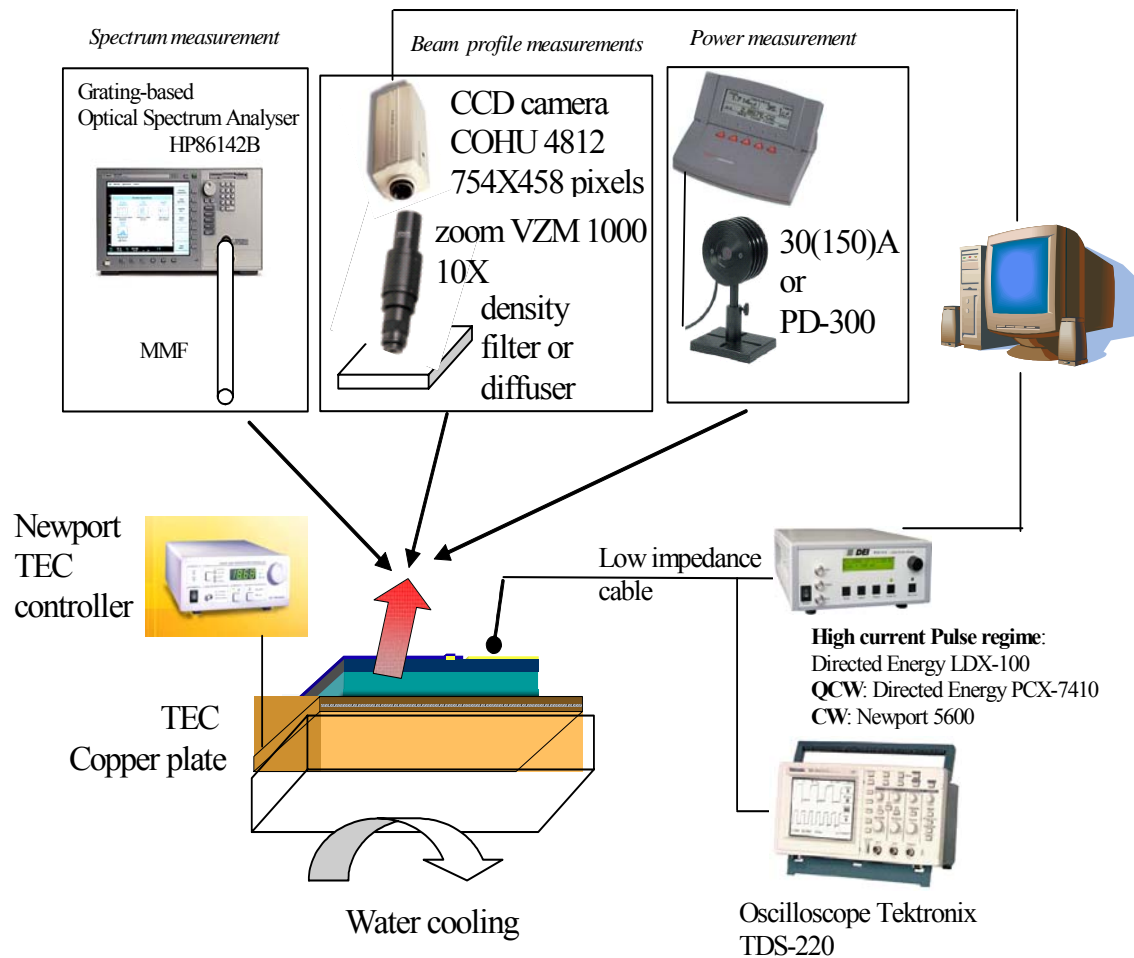 Spectrum measurement
Beam profile measurements
Power measurement
Grating-based
Optical Spectrum Analyser
HP86142B
MMF
CCD camera
COHU 4812
754X458 pixels
zoom VZM 1000
10X
density
filter or
diffuser
30(150)A
or
PD-300
Newport
TEC
controller
Low impedance
cable
DEI
High current Pulse regime:
Directed Energy LDX-100
QCW: Directed Energy PCX-7410
CW: Newport 5600
TEC
Copper plate
Water cooling
Oscilloscope Tektronix
TDS-220